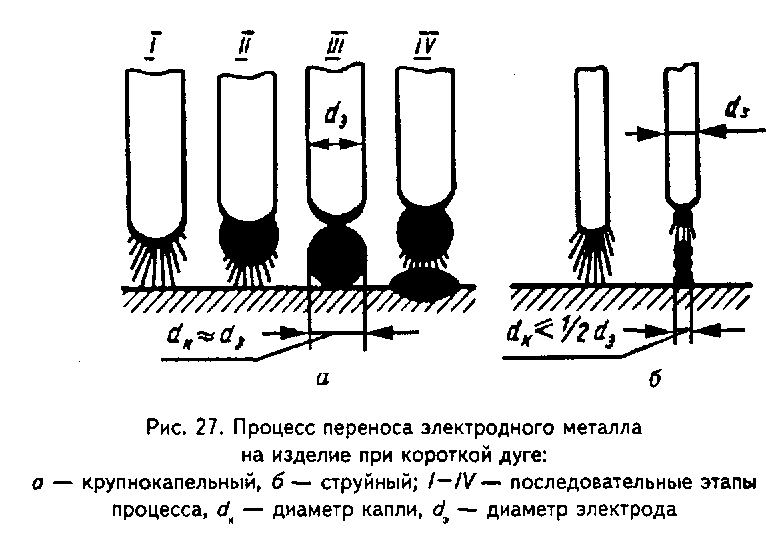 I II III IV
dэ dз
dк ≈ dэ dк ⩽ 1/2 dэ
а б
Рис. 27. Процесс переноса электродного металла
на изделие при короткой дуге:
а — крупнокапельный, б — струйный; I—IV — последовательные этапы
процесса, dк — диаметр капли, dэ — диаметр электрода